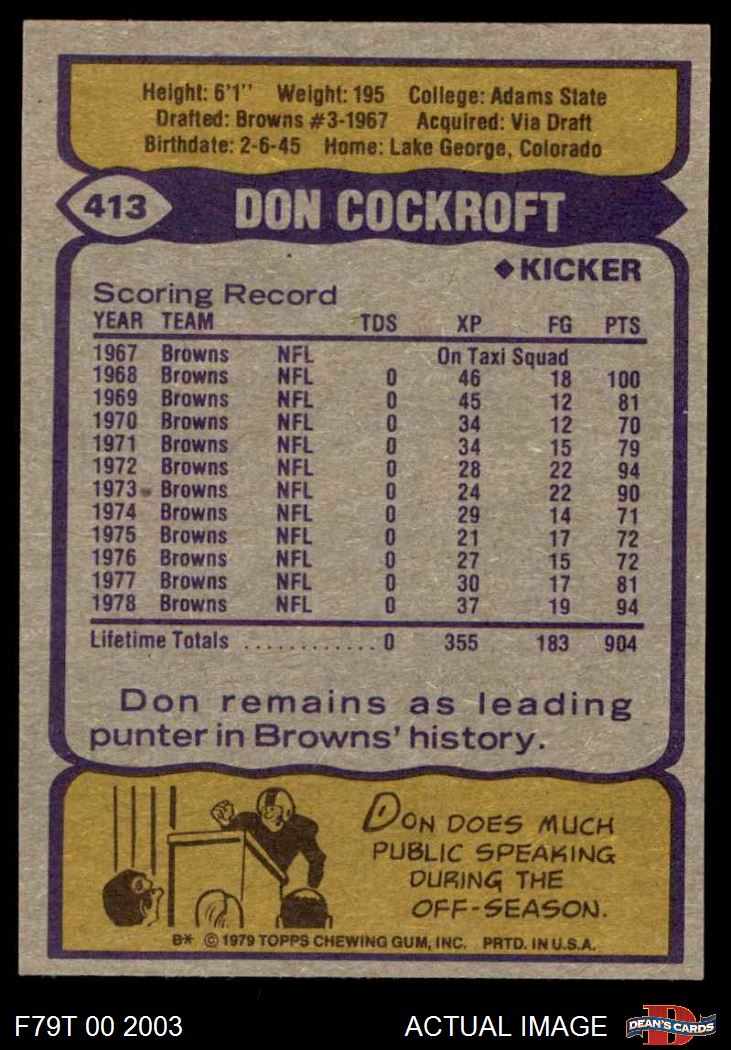 Height: 6'1" Weight: 195 College: Adams State
Drafted: Browns #3-1967 Acquired: Via Draft
Birthdate: 2-6-45 Home: Lake George, Colorado
413 DON COCKROFT
◆KICKER
Scoring Record
YEAR TEAM TDS XP FG PTS
1967 Browns NFL On Taxi Squad
1968 Browns NFL 0 46 18 100
1969 Browns NFL 0 45 12 81
1970 Browns NFL 0 34 12 70
1971 Browns NFL 0 34 15 79
1972 Browns NFL 0 28 22 94
1973 Browns NFL 0 24 22 90
1974 Browns NFL 0 29 14 71
1975 Browns NFL 0 21 17 72
1976 Browns NFL 0 27 15 72
1977 Browns NFL 0 30 17 81
1978 Browns NFL 0 37 19 94
Lifetime Totals ............ 0 355 183 904
Don remains as leading
punter in Browns' history.
DON DOES MUCH
PUBLIC SPEAKING
DURING THE
OFF-SEASON.
B* © 1979 TOPPS CHEWING GUM, INC. PRTD. IN U.S.A.
F79T 00 2003 ACTUAL IMAGE D DEAN'S CARDS